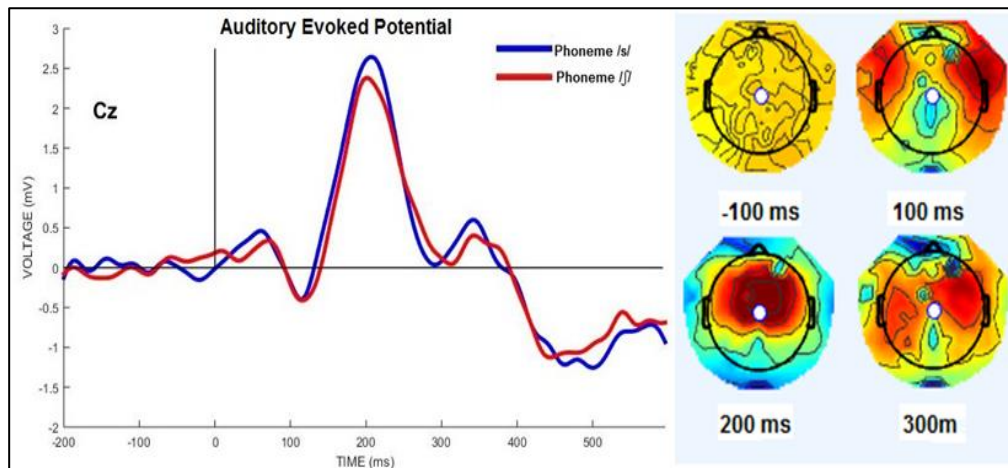 Auditory Evoked Potential
Phoneme /s/
Phoneme /ʃ/
Cz
VOLTAGE (mV)
3
2.5
2
1.5
1
0.5
0
-0.5
-1
-1.5
-2
-200
-100
0
100
200
300
400
500
TIME (ms)
-100 ms
100 ms
200 ms
300m